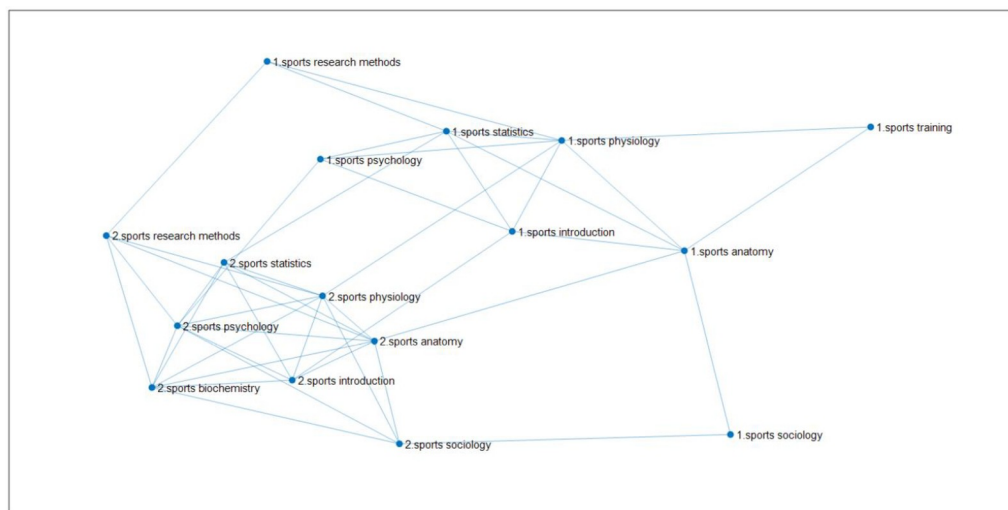 1.sports research methods
1.sports training
1.sports statistics
1.sports physiology
1.sports psychology
1.sports introduction
2.sports research methods
1.sports anatomy
2.sports statistics
2.sports physiology
2.sports psychology
2.sports anatomy
2.sports introduction
2.sports biochemistry
1.sports sociology
2.sports sociology